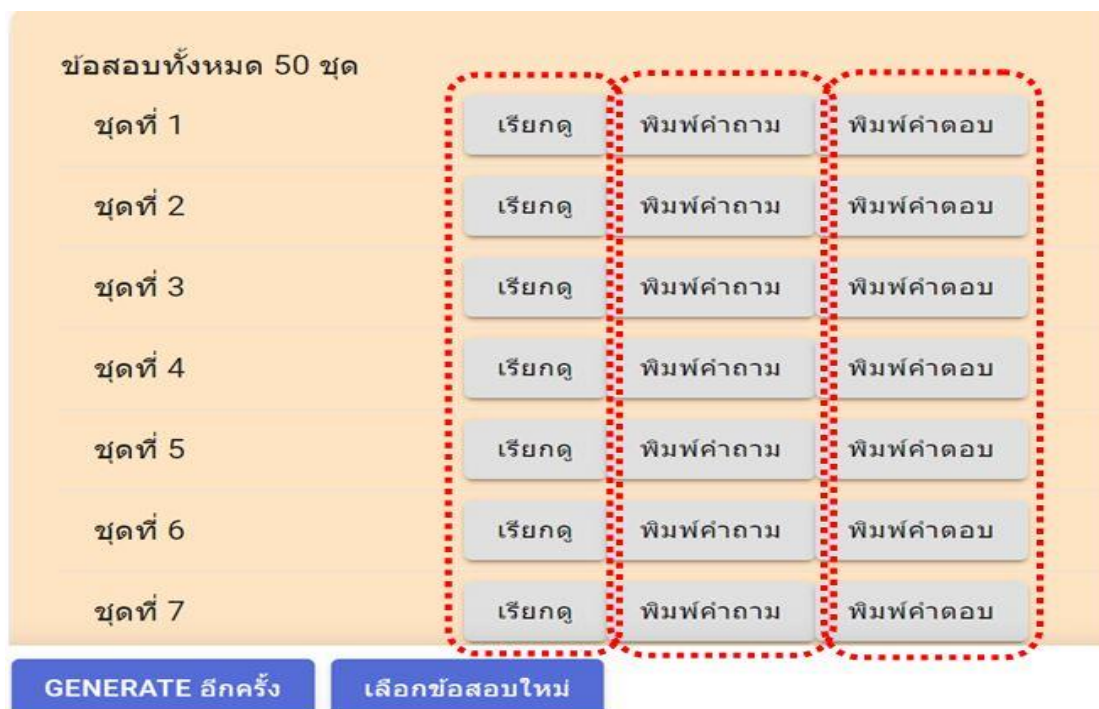 ข้อสอบทั้งหมด 50 ชุด
ชุดที่ 1 เรียกดู พิมพ์คำถาม พิมพ์คำตอบ
ชุดที่ 2 เรียกดู พิมพ์คำถาม พิมพ์คำตอบ
ชุดที่ 3 เรียกดู พิมพ์คำถาม พิมพ์คำตอบ
ชุดที่ 4 เรียกดู พิมพ์คำถาม พิมพ์คำตอบ
ชุดที่ 5 เรียกดู พิมพ์คำถาม พิมพ์คำตอบ
ชุดที่ 6 เรียกดู พิมพ์คำถาม พิมพ์คำตอบ
ชุดที่ 7 เรียกดู พิมพ์คำถาม พิมพ์คำตอบ
GENERATE อีกครั้ง เลือกข้อสอบใหม่